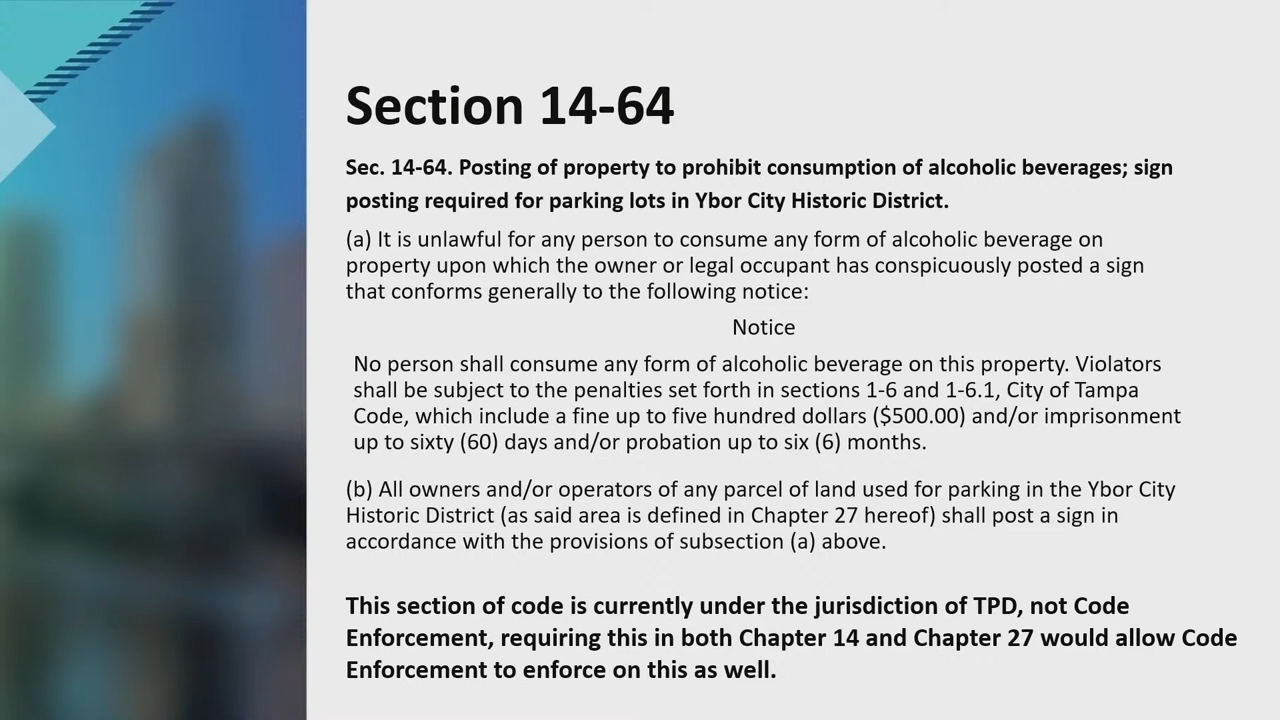 Section 14-64
Sec. 14-64. Posting of property to prohibit consumption of alcoholic beverages; sign
posting required for parking lots in Ybor City Historic District.
(a) It is unlawful for any person to consume any form of alcoholic beverage on
property upon which the owner or legal occupant has conspicuously posted a sign
that conforms generally to the following notice:
Notice
No person shall consume any form of alcoholic beverage on this property. Violators
shall be subject to the penalties set forth in sections 1-6 and 1-6.1, City of Tampa
Code, which include a fine up to five hundred dollars ($500.00) and/or imprisonment
up to sixty (60) days and/or probation up to six (6) months.
(b) All owners and/or operators of any parcel of land used for parking in the Ybor City
Historic District (as said area is defined in Chapter 27 hereof) shall post a sign in
accordance with the provisions of subsection (a) above.
This section of code is currently under the jurisdiction of TPD, not Code
Enforcement, requiring this in both Chapter 14 and Chapter 27 would allow Code
Enforcement to enforce on this as well.